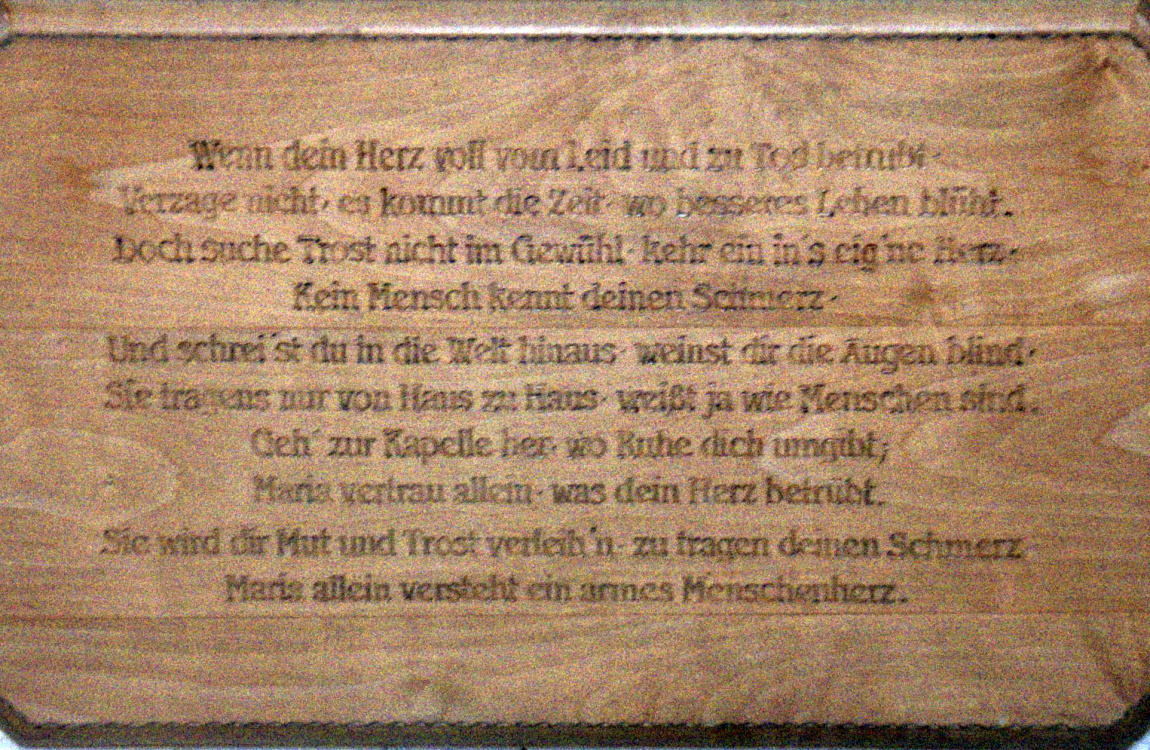 Wenn dein Herz voll vom Leid und zu Tod betrübt·
Verzage nicht, es kommt die Zeit· wo besseres Leben blüht.
Doch suche Trost nicht im Gewühl· kehr ein in's eig'ne Herz·
Kein Mensch kennt deinen Schmerz·
Und schrei'st du in die Welt hinaus· weinst dir die Augen blind·
Sie tragens nur von Haus zu Haus· weißt ja wie Menschen sind.
Geh' zur Kapelle her· wo Ruhe dich umgibt;
Maria vertrau allein· was dein Herz betrübt.
Sie wird dir Mut und Trost verleih'n· zu tragen deinen Schmerz
Maria allein versteht ein armes Menschenherz.